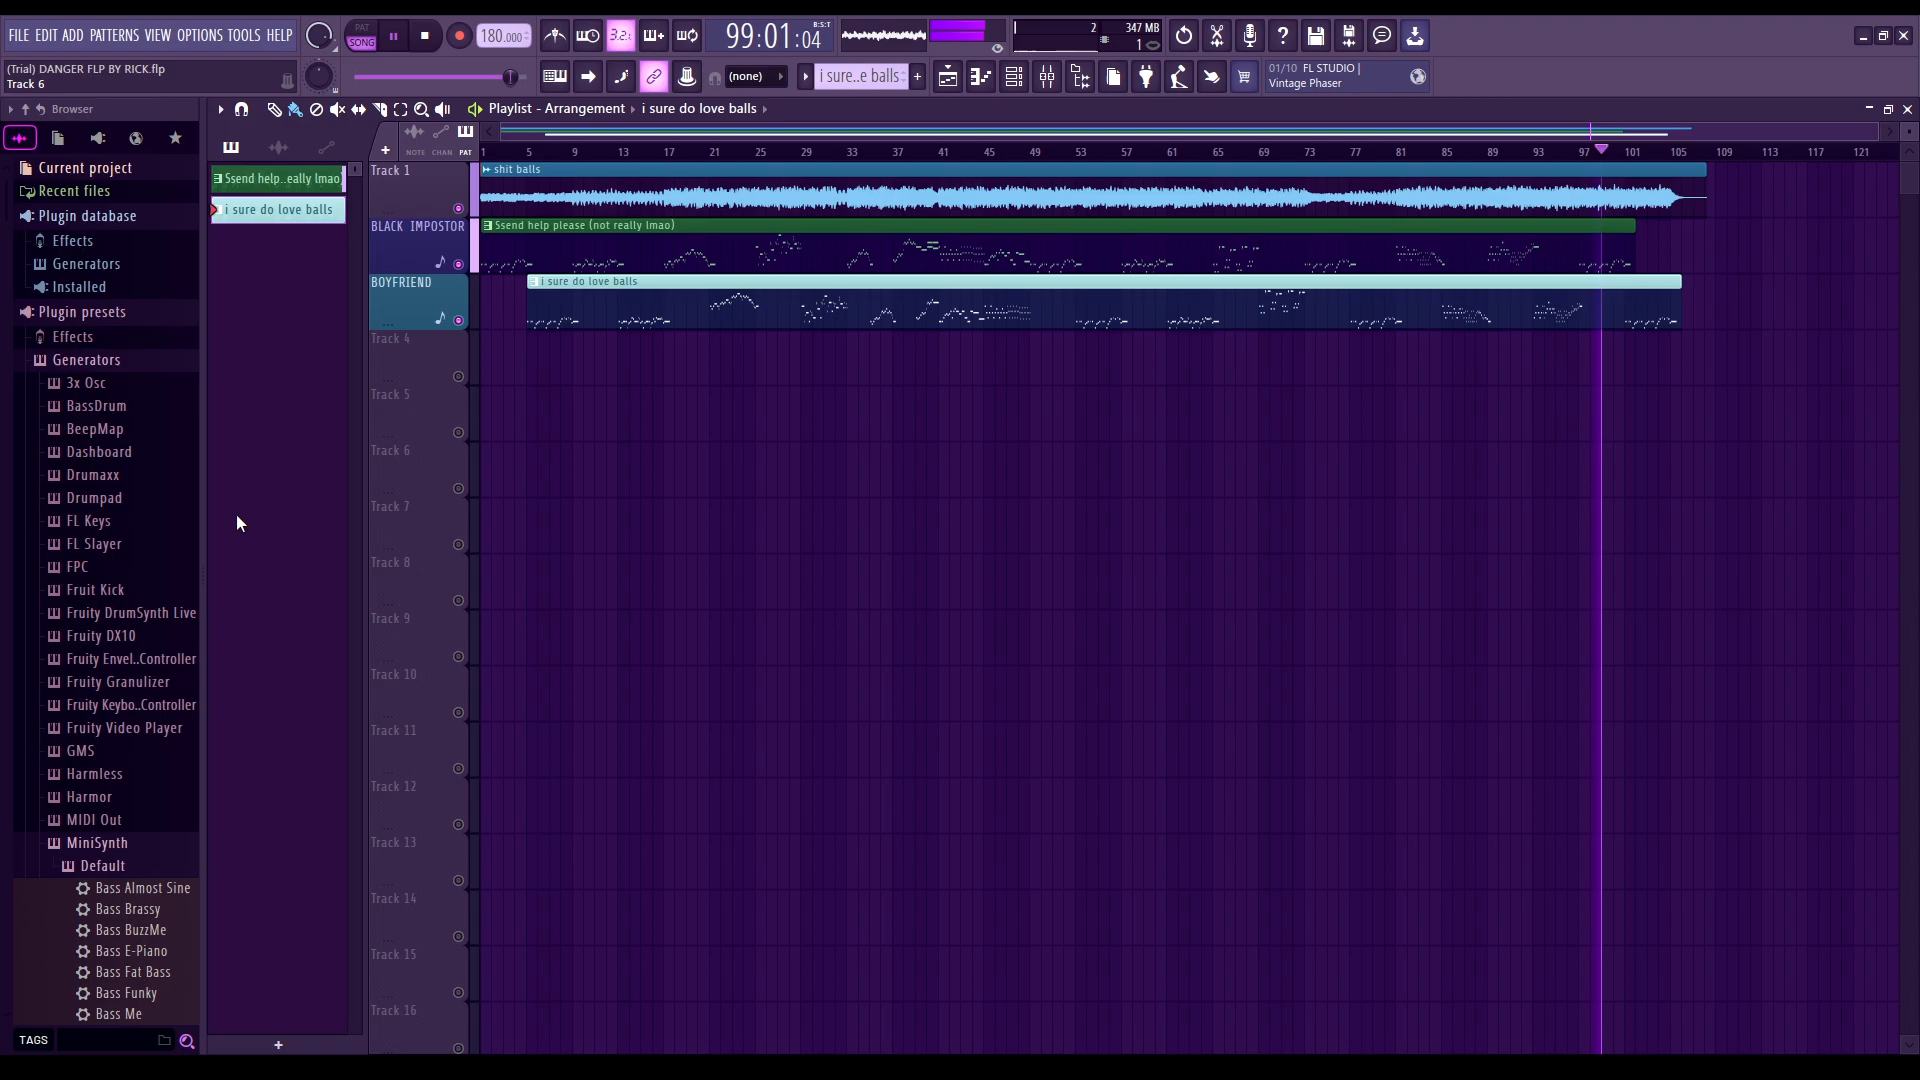 FILE EDIT ADD PATTERNS VIEW OPTIONS TOOLS HELP
PAT
SONG
180.000
3.2.
99:01:04
B:S:T
2
347 MB
1
(Trial) DANGER FLP BY RICK.flp
Track 6
(none)
i sure..e balls
+
01/10 FL STUDIO |
Vintage Phaser
Browser
Playlist - Arrangement › i sure do love balls ›
NOTE CHAN PAT
1 5 9 13 17 21 25 29 33 37 41 45 49 53 57 61 65 69 73 77 81 85 89 93 97 101 105 109 113 117 121
Current project
Recent files
Plugin database
Effects
Generators
Installed
Plugin presets
Effects
Generators
3x Osc
BassDrum
BeepMap
Dashboard
Drumaxx
Drumpad
FL Keys
FL Slayer
FPC
Fruit Kick
Fruity DrumSynth Live
Fruity DX10
Fruity Envel..Controller
Fruity Granulizer
Fruity Keybo..Controller
Fruity Video Player
GMS
Harmless
Harmor
MIDI Out
MiniSynth
Default
Bass Almost Sine
Bass Brassy
Bass BuzzMe
Bass E-Piano
Bass Fat Bass
Bass Funky
Bass Me
TAGS
Ssend help..eally lmao)
i sure do love balls
+
+
Track 1
shit balls
BLACK IMPOSTOR
Ssend help please (not really lmao)
BOYFRIEND
i sure do love balls
Track 4
Track 5
Track 6
Track 7
Track 8
Track 9
Track 10
Track 11
Track 12
Track 13
Track 14
Track 15
Track 16